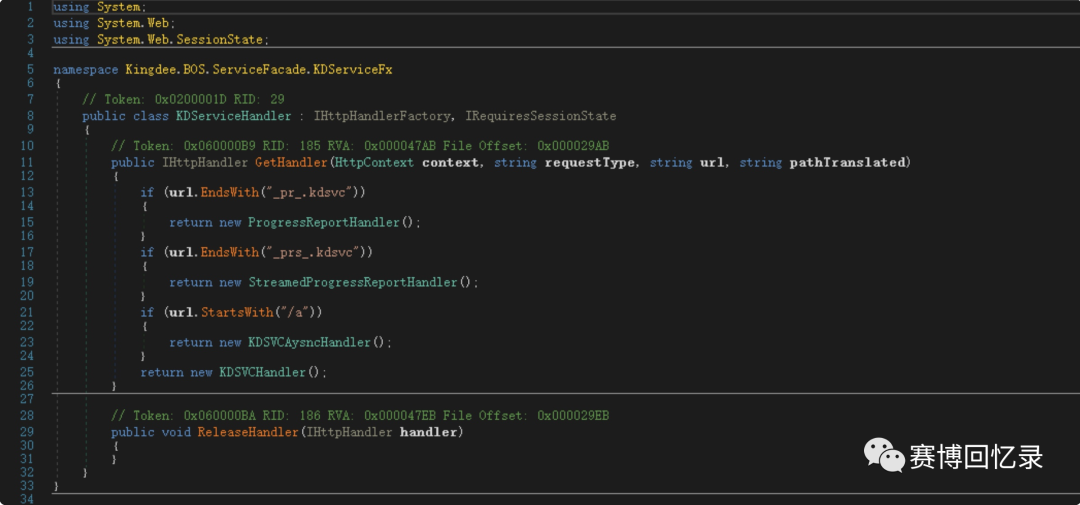 1 using System;
2 using System.Web;
3 using System.Web.SessionState;
4
5 namespace Kingdee.BOS.ServiceFacade.KDServiceFx
6 {
7 // Token: 0x0200001D RID: 29
8 public class KDServiceHandler : IHttpHandlerFactory, IRequiresSessionState
9 {
10 // Token: 0x060000B9 RID: 185 RVA: 0x000047AB File Offset: 0x000029AB
11 public IHttpHandler GetHandler(HttpContext context, string requestType, string url, string pathTranslated)
12 {
13 if (url.EndsWith("_pr_.kdsvc"))
14 {
15 return new ProgressReportHandler();
16 }
17 if (url.EndsWith("_prs_.kdsvc"))
18 {
19 return new StreamedProgressReportHandler();
20 }
21 if (url.StartsWith("/a"))
22 {
23 return new KDSVCAysncHandler();
24 }
25 return new KDSVCHandler();
26 }
27
28 // Token: 0x060000BA RID: 186 RVA: 0x000047EB File Offset: 0x000029EB
29 public void ReleaseHandler(IHttpHandler handler)
30 {
31 }
32 }
33 }
34
赛博回忆录